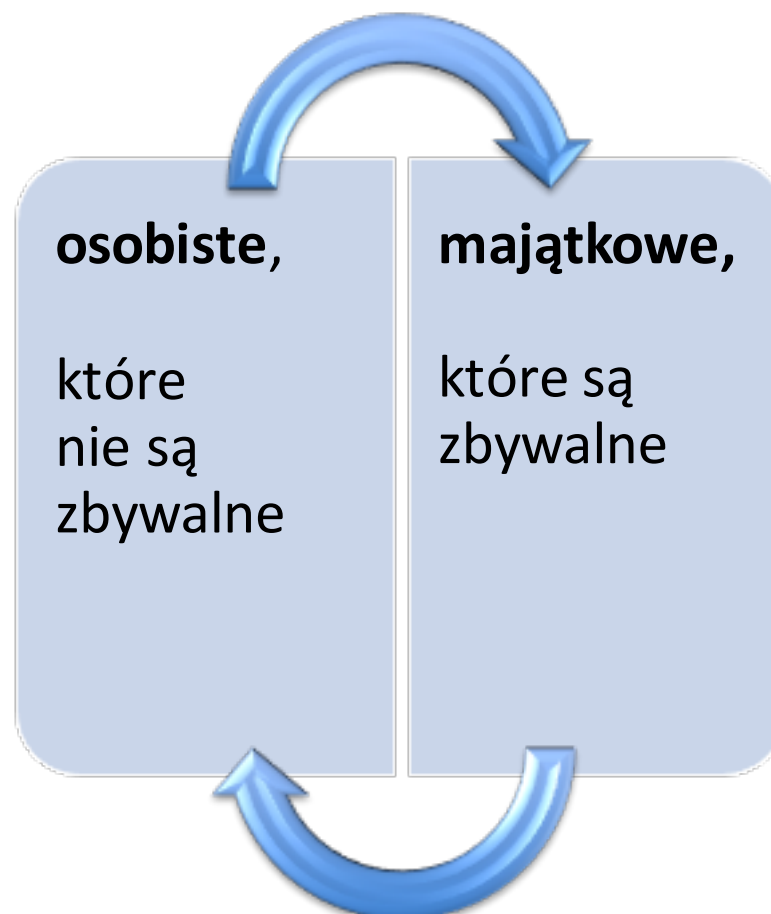 osobiste,
które
nie są
zbywalne
majątkowe,
które są
zbywalne